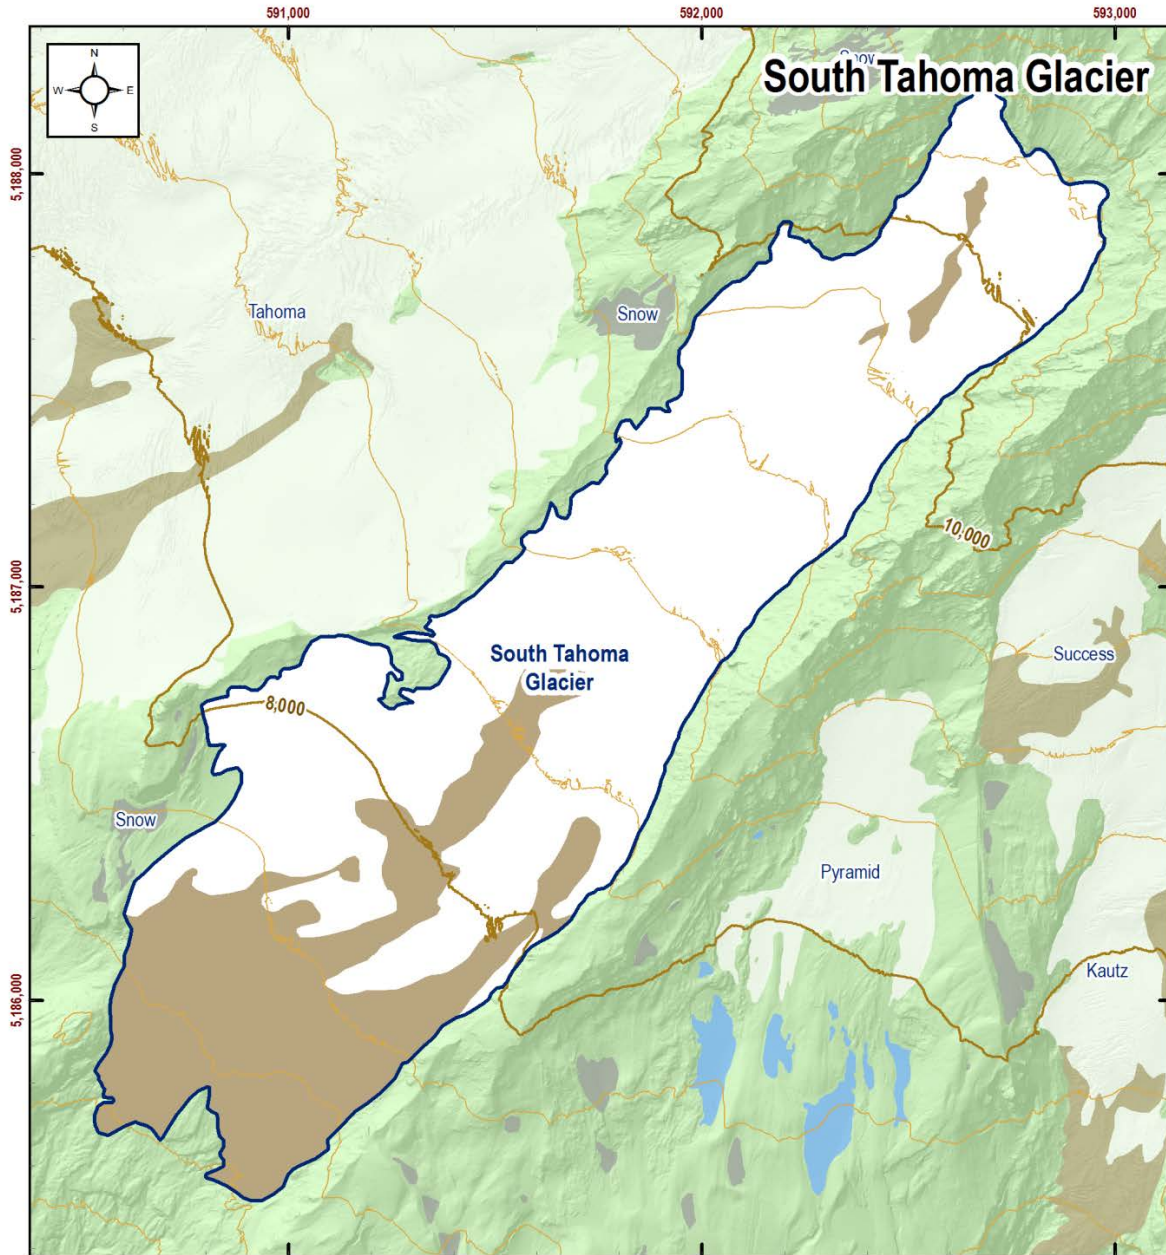 591,000
592,000
593,000
N
W
E
S
Snow
South Tahoma Glacier
5,188,000
Tahoma
Snow
10,000
5,187,000
South Tahoma
Glacier
Success
8,000
Snow
Pyramid
Kautz
5,186,000